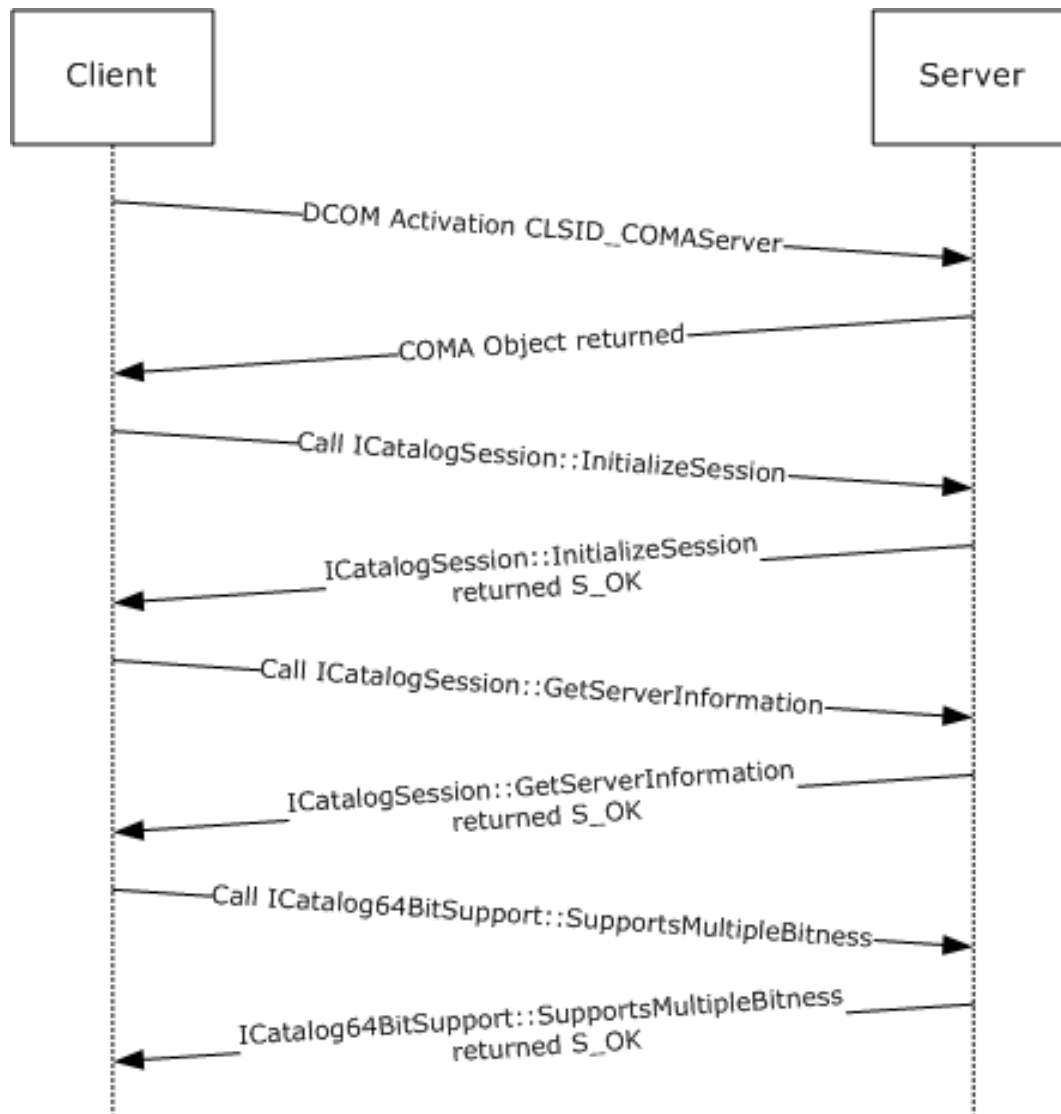 Client
Server
DCOM Activation CLSID_COMAServer
COMA Object returned
Call ICatalogSession::InitializeSession
ICatalogSession::InitializeSession
returned S_OK
Call ICatalogSession::GetServerInformation
ICatalogSession::GetServerInformation
returned S_OK
Call ICatalog64BitSupport::SupportsMultipleBitness
ICatalog64BitSupport::SupportsMultipleBitness
returned S_OK